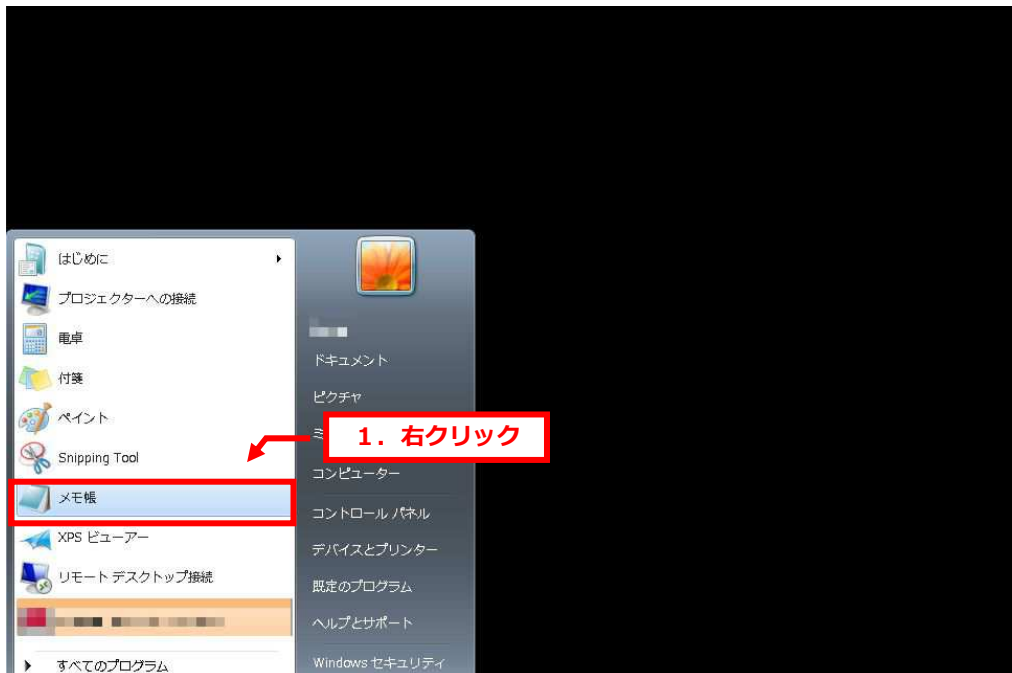 はじめに
プロジェクターへの接続
電卓
付箋
ペイント
Snipping Tool
メモ帳
XPS ビューアー
リモート デスクトップ接続
すべてのプログラム
ドキュメント
ピクチャ
ミ
1．右クリック
コンピューター
コントロール パネル
デバイスとプリンター
既定のプログラム
ヘルプとサポート
Windows セキュリティ